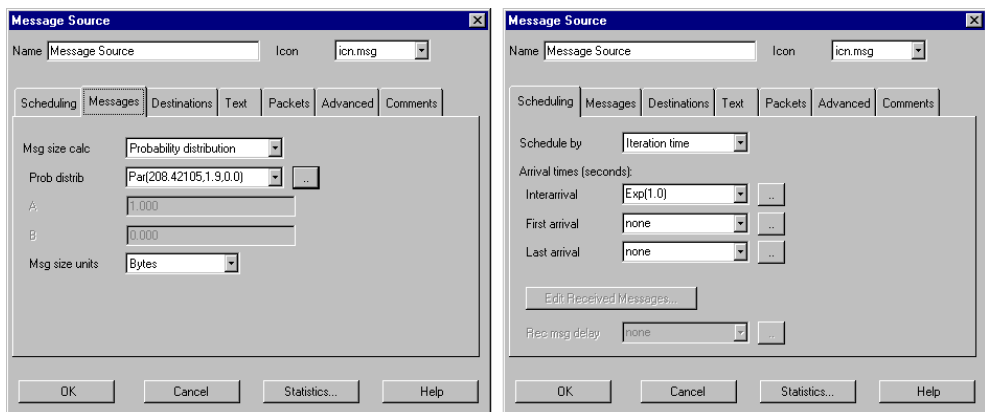 Message Source
Name Message Source Icon icn.msg
Scheduling Messages Destinations Text Packets Advanced Comments
Msg size calc Probability distribution
Prob distrib Par(208.42105,1.9,0.0) ..
A 1.000
B 0.000
Msg size units Bytes
OK Cancel Statistics... Help
Message Source
Name Message Source Icon icn.msg
Scheduling Messages Destinations Text Packets Advanced Comments
Schedule by Iteration time
Arrival times (seconds):
Interarrival Exp(1.0) ..
First arrival none ..
Last arrival none ..
Edit Received Messages...
Rec msg delay none ..
OK Cancel Statistics... Help